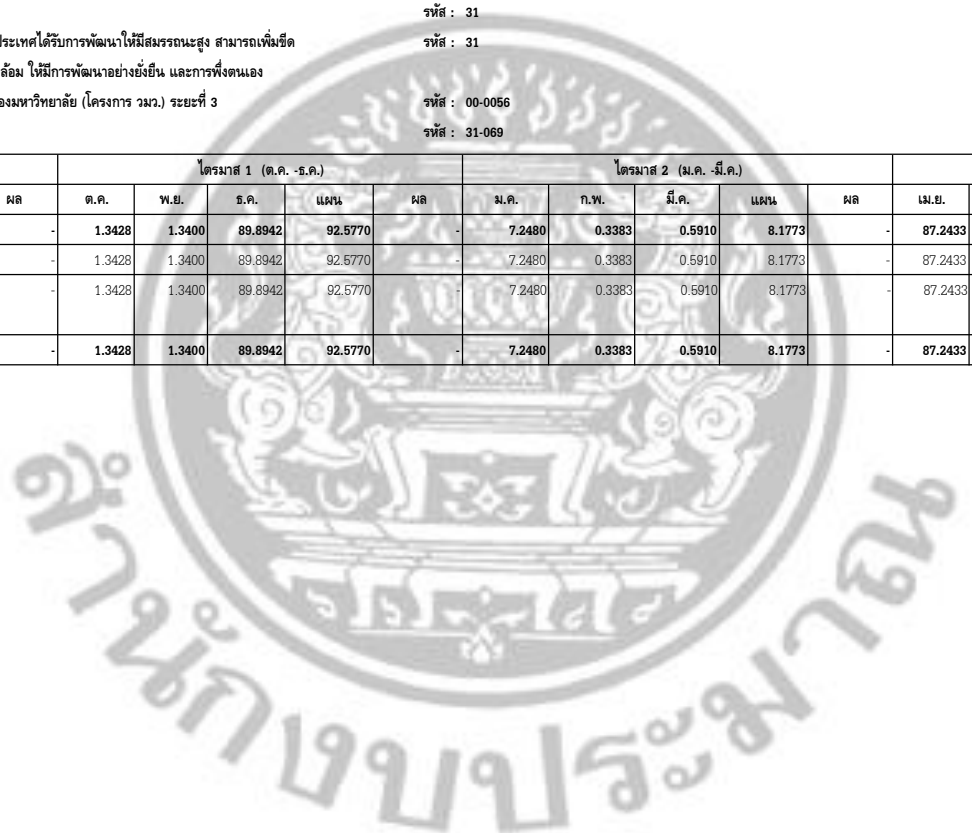 รหัส : 31
ประเทศได้รับการพัฒนาให้มีสมรรถนะสูง สามารถเพิ่มขีด รหัส : 31
ล้อม ให้มีการพัฒนาอย่างยั่งยืน และการพึ่งตนเอง
องมหาวิทยาลัย (โครงการ วมว.) ระยะที่ 3 รหัส : 00-0056
รหัส : 31-069
ไตรมาส 1 (ต.ค. -ธ.ค.) ไตรมาส 2 (ม.ค. -มี.ค.)
ผล ต.ค. พ.ย. ธ.ค. แผน ผล ม.ค. ก.พ. มี.ค. แผน ผล เม.ย.
- 1.3428 1.3400 89.8942 92.5770 - 7.2480 0.3383 0.5910 8.1773 - 87.2433
- 1.3428 1.3400 89.8942 92.5770 - 7.2480 0.3383 0.5910 8.1773 - 87.2433
- 1.3428 1.3400 89.8942 92.5770 - 7.2480 0.3383 0.5910 8.1773 - 87.2433
- 1.3428 1.3400 89.8942 92.5770 - 7.2480 0.3383 0.5910 8.1773 - 87.2433
สำนักงบประมาณ